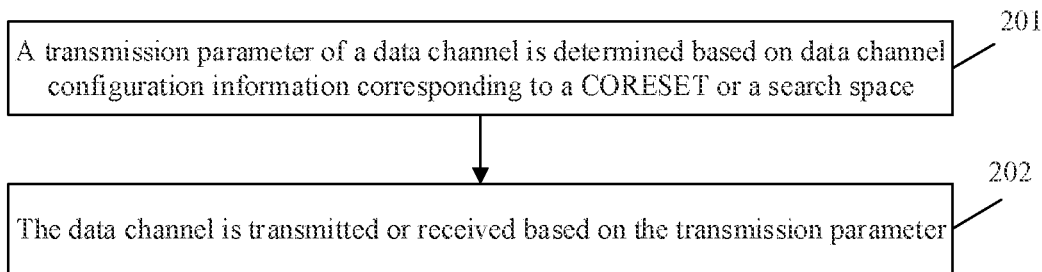 201
A transmission parameter of a data channel is determined based on data channel
configuration information corresponding to a CORESET or a search space
202
The data channel is transmitted or received based on the transmission parameter